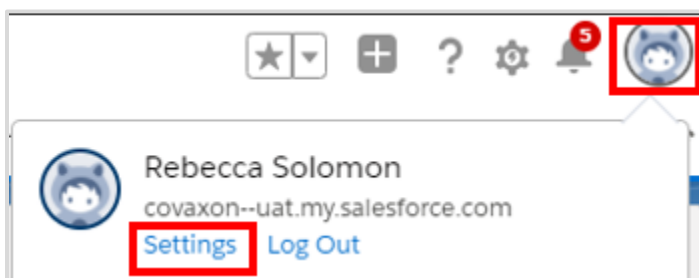 5
Rebecca Solomon
covaxon--uat.my.salesforce.com
Settings Log Out